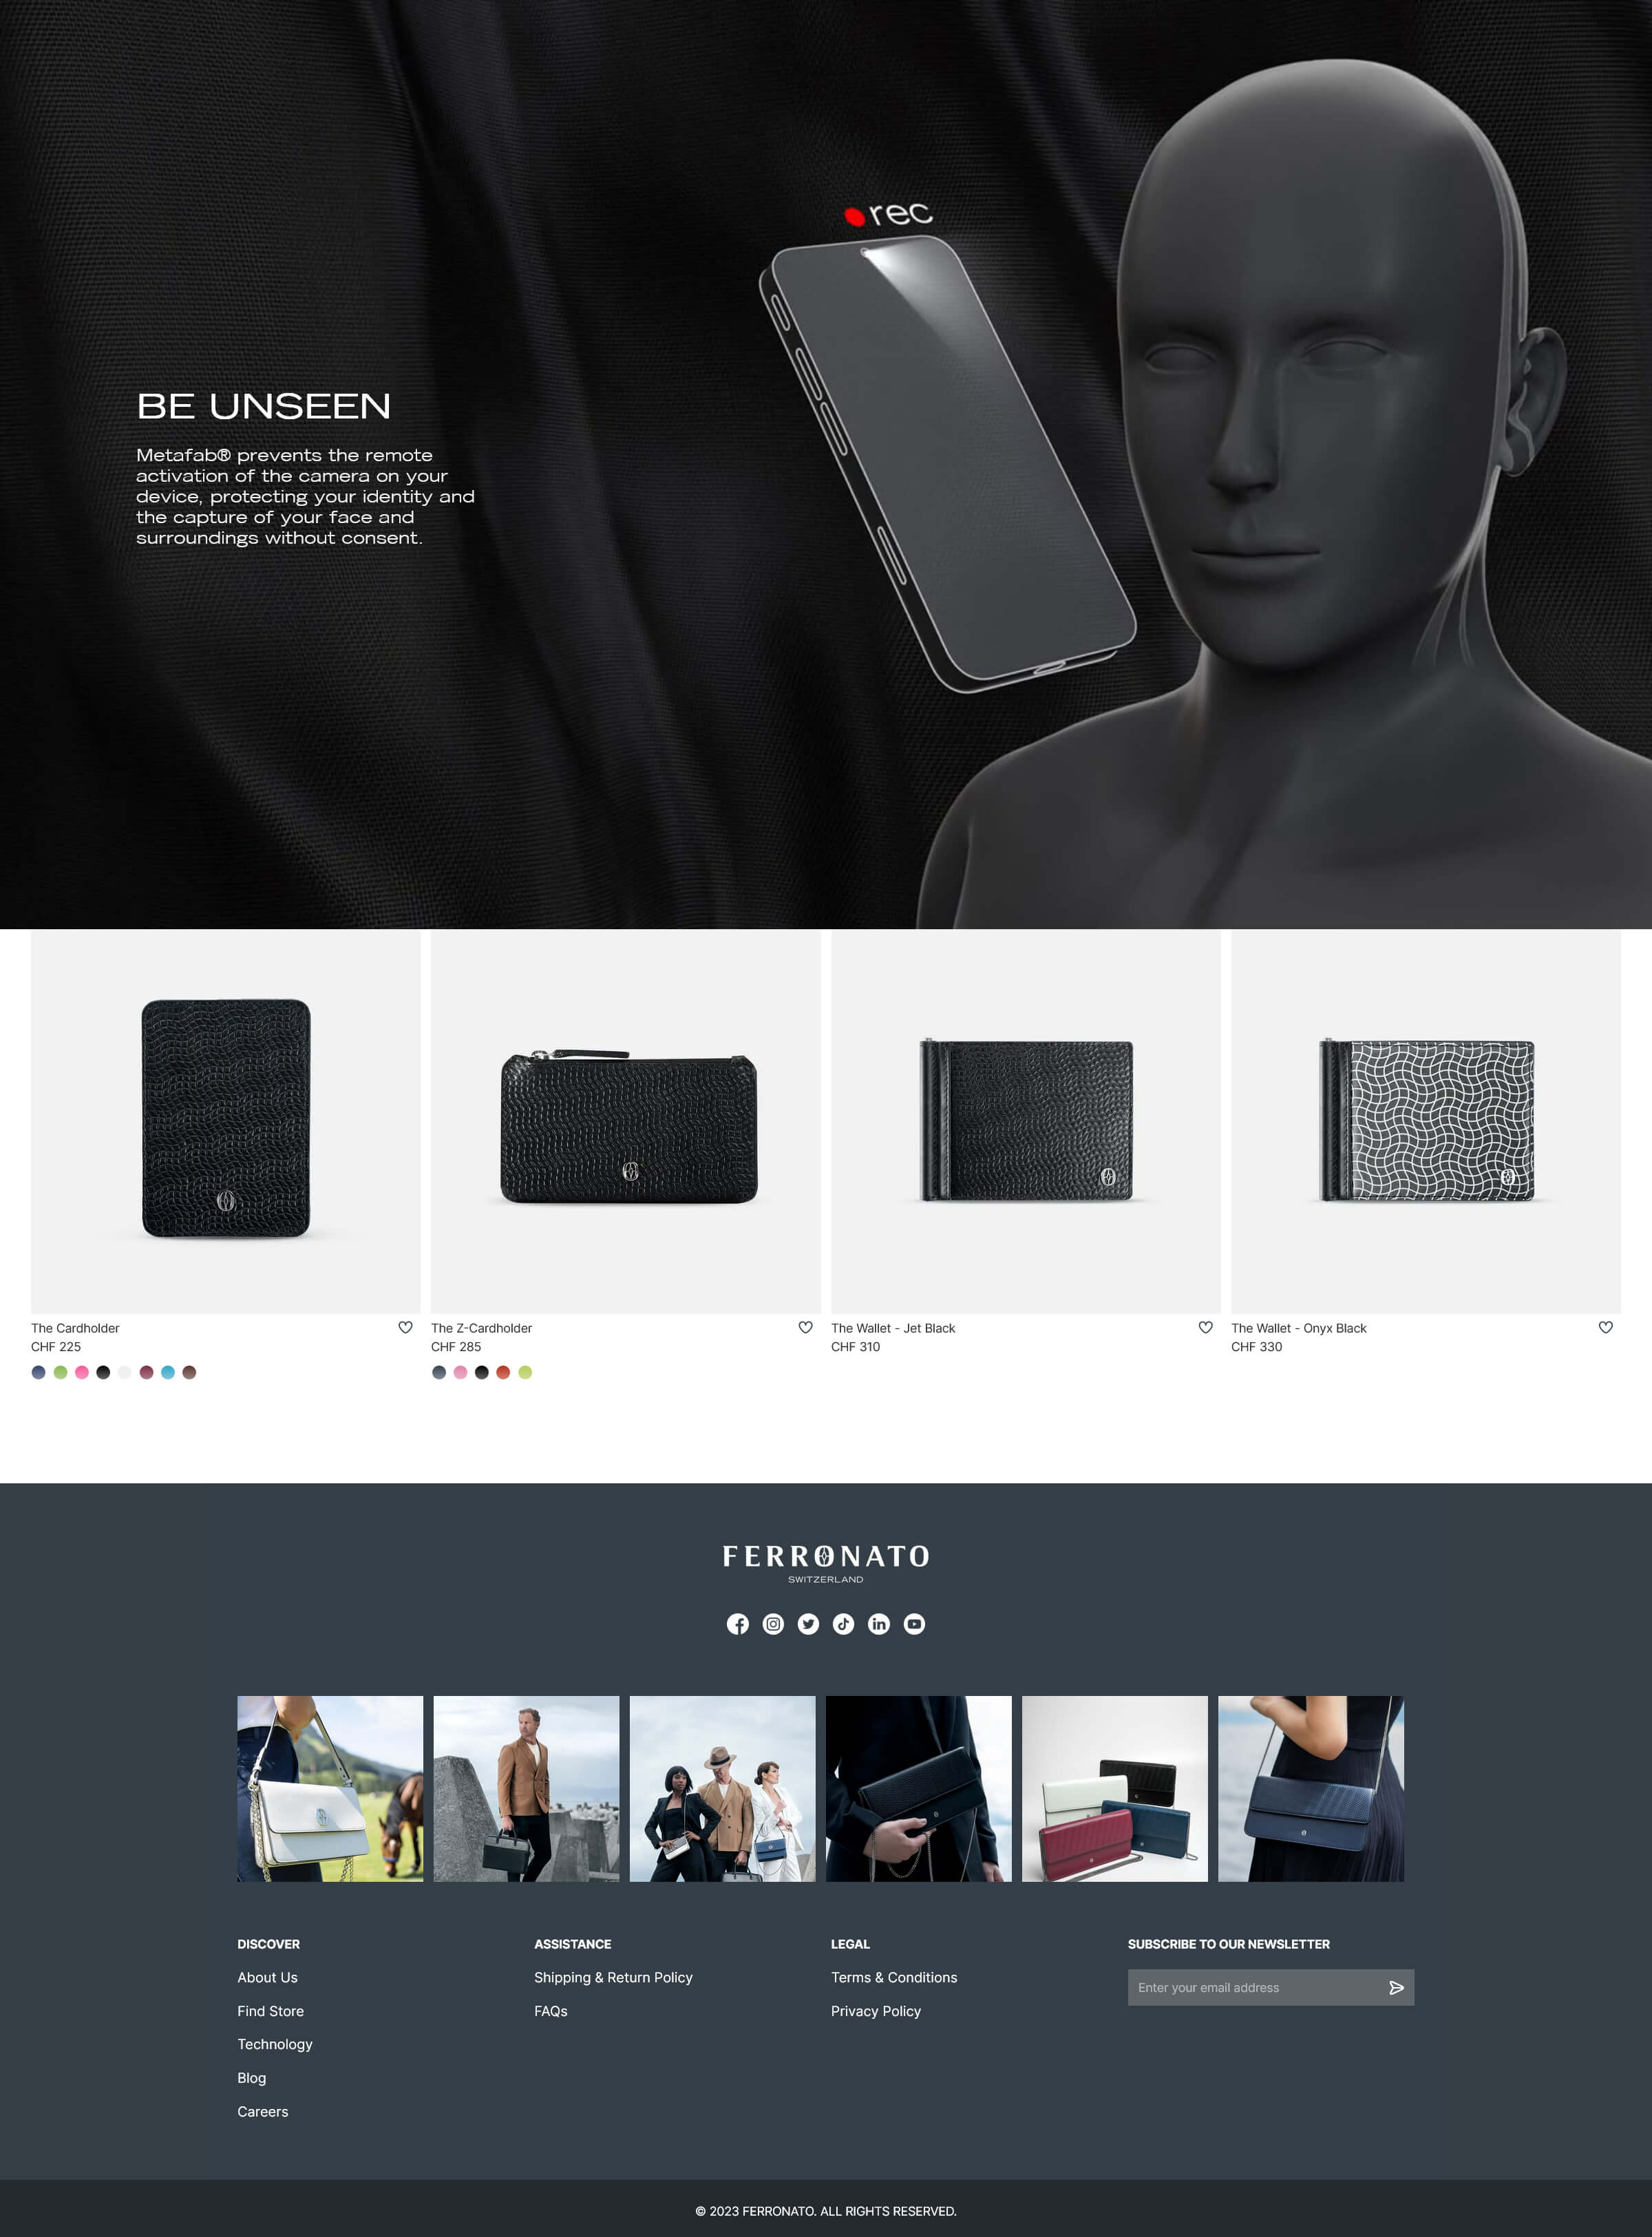 rec
BE UNSEEN
Metafab® prevents the remote
activation of the camera on your
device, protecting your identity and
the capture of your face and
surroundings without consent.
The Cardholder
CHF 225
The Z-Cardholder
CHF 285
The Wallet - Jet Black
CHF 310
The Wallet - Onyx Black
CHF 330
FERRONATO
SWITZERLAND
DISCOVER
About Us
Find Store
Technology
Blog
Careers
ASSISTANCE
Shipping & Return Policy
FAQs
LEGAL
Terms & Conditions
Privacy Policy
SUBSCRIBE TO OUR NEWSLETTER
Enter your email address
© 2023 FERRONATO. ALL RIGHTS RESERVED.